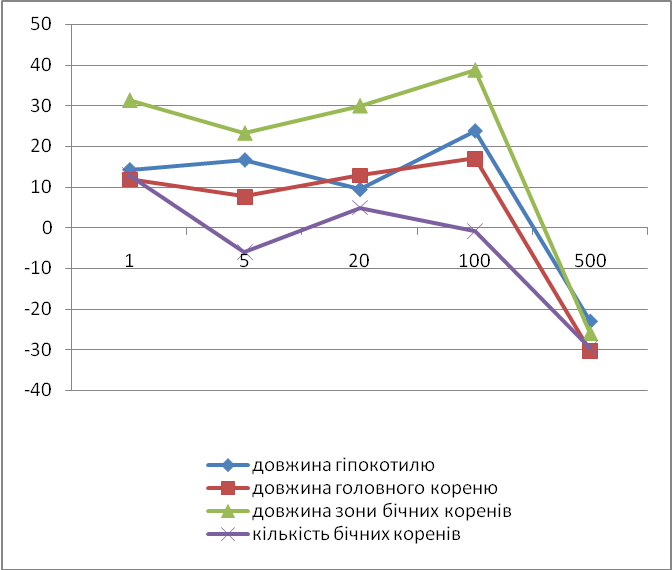 50
40
30
20
10
0
-10
-20
-30
-40
1 5 20 100 500
довжина гіпокотилю
довжина головного кореню
довжина зони бічних коренів
кількість бічних коренів